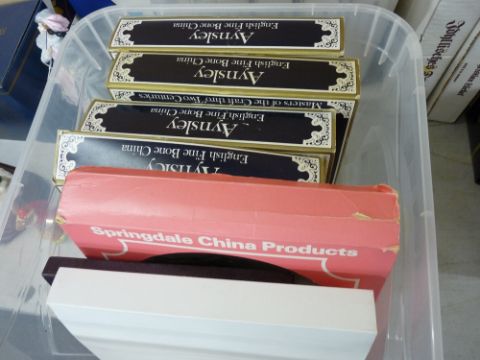 Aynsley
English Fine Bone China
Aynsley
English Fine Bone China
Masters of the Craft thro' Two Centuries
Aynsley
English Fine Bone China
Aynsley
English Fine Bone China
Springdale China Products